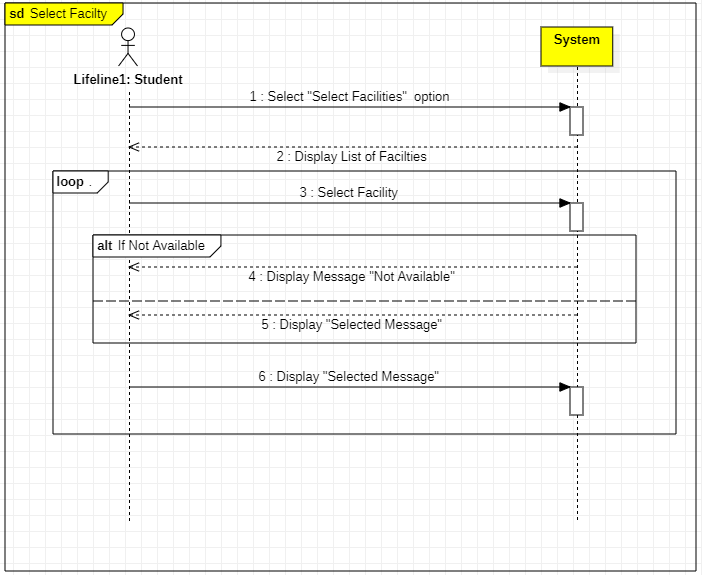 sd Select Facilty
System
Lifeline1: Student
1 : Select "Select Facilities" option
2 : Display List of Facilties
loop .
3 : Select Facility
alt If Not Available
4 : Display Message "Not Available"
5 : Display "Selected Message"
6 : Display "Selected Message"